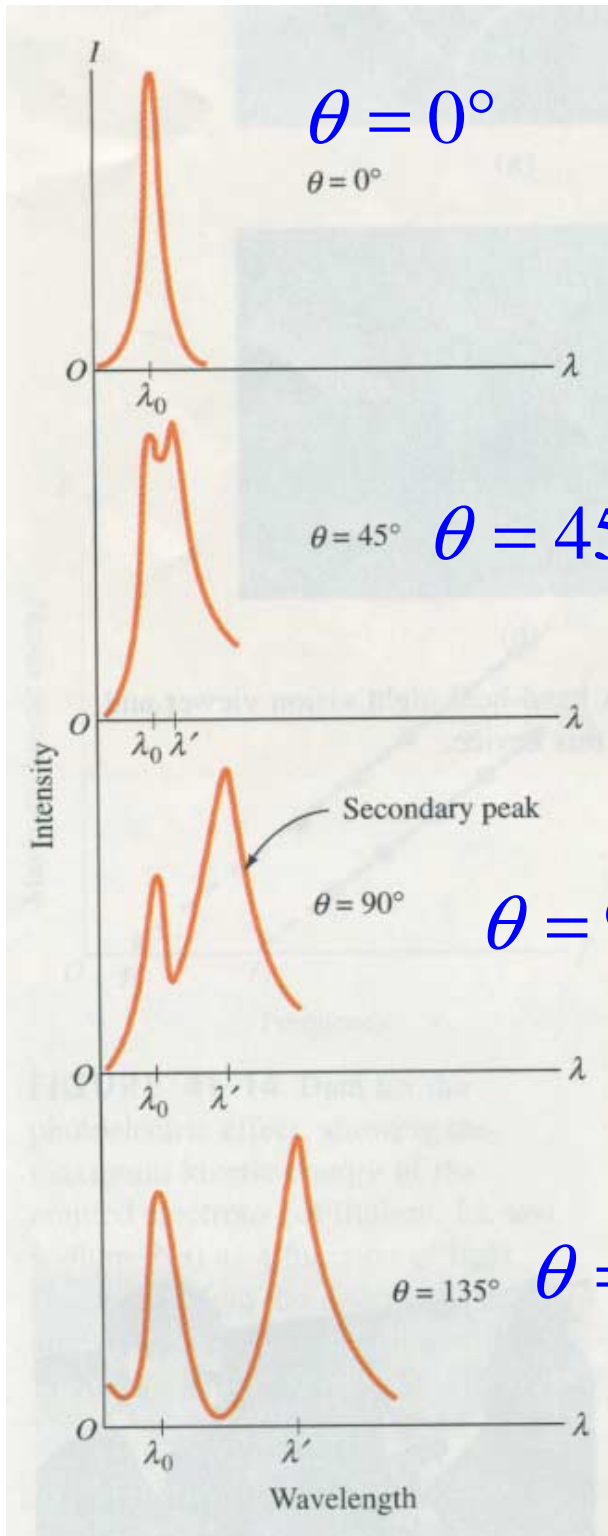 I
θ = 0°
θ = 0°
O
λ
λ₀
θ = 45°
θ = 45
O
λ
λ₀ λ′
Intensity
Secondary peak
θ = 90°
θ =
O
λ
λ₀ λ′
θ = 135°
θ =
O
λ
λ₀ λ′
Wavelength